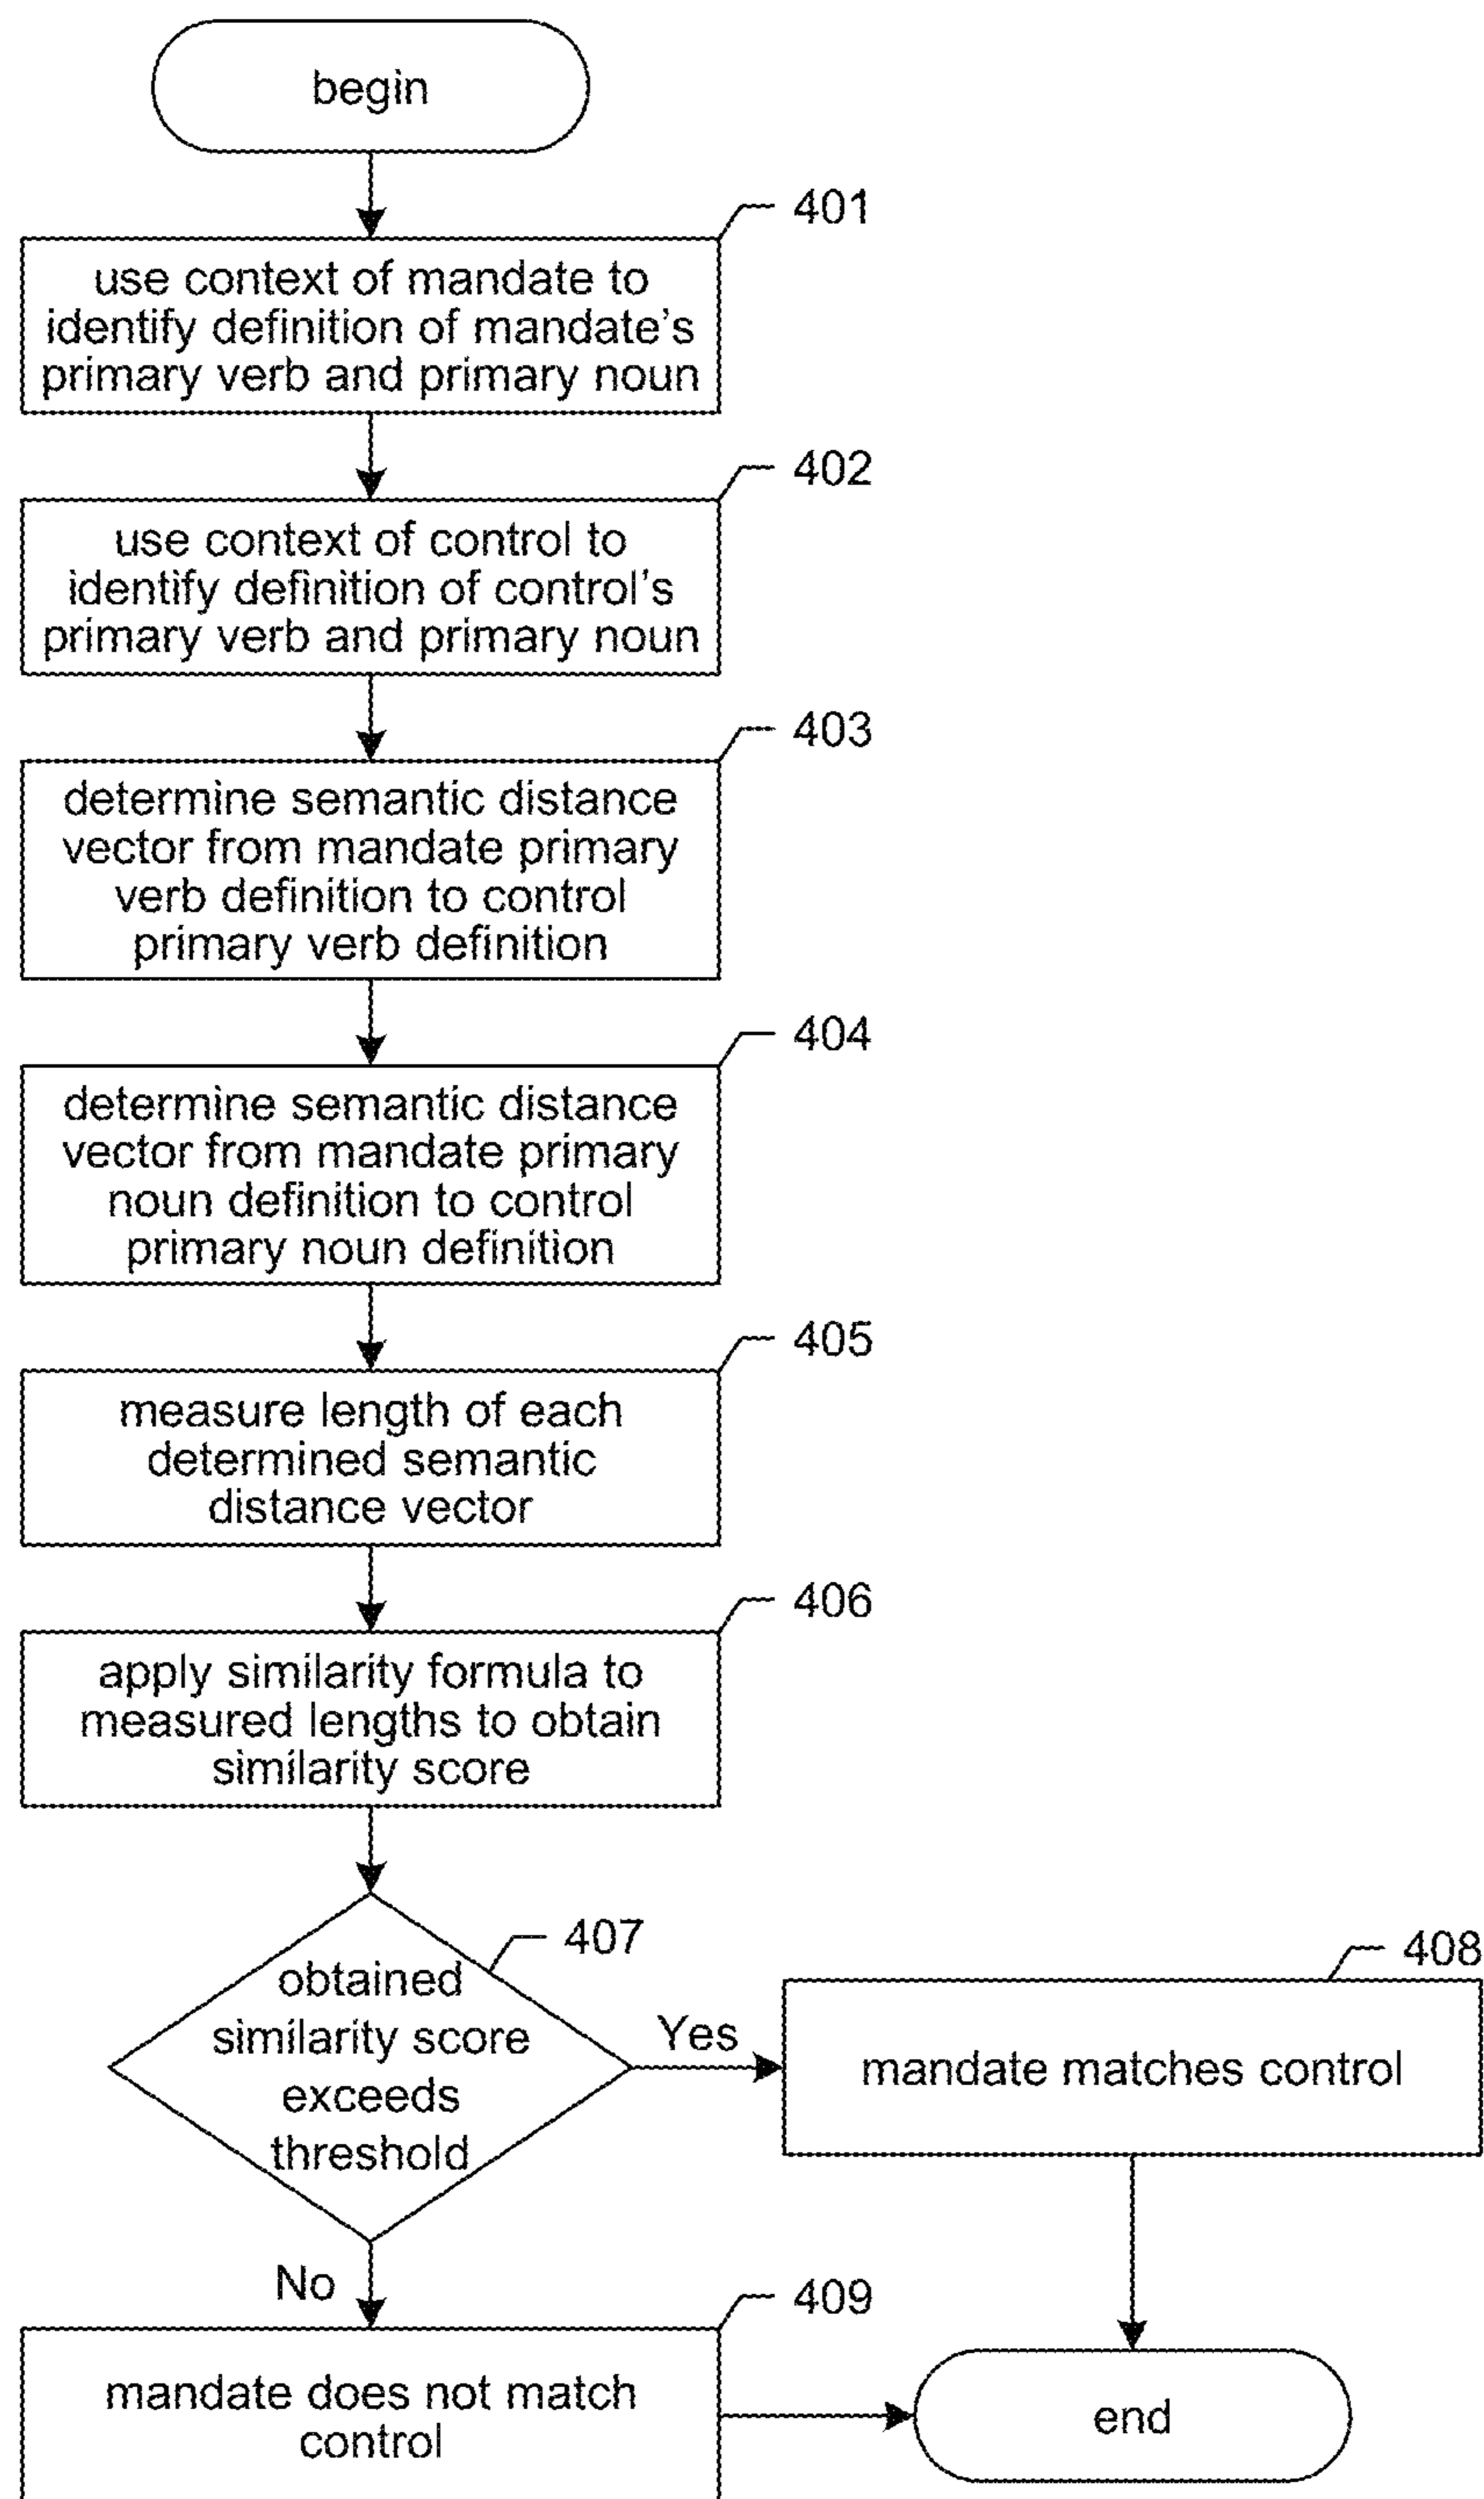 begin
401
use context of mandate to
identify definition of mandate's
primary verb and primary noun
402
use context of control to
identify definition of control's
primary verb and primary noun
403
determine semantic distance
vector from mandate primary
verb definition to control
primary verb definition
404
determine semantic distance
vector from mandate primary
noun definition to control
primary noun definition
405
measure length of each
determined semantic
distance vector
406
apply similarity formula to
measured lengths to obtain
similarity score
407
obtained
similarity score
exceeds
threshold
Yes
408
mandate matches control
No
409
mandate does not match
control
end